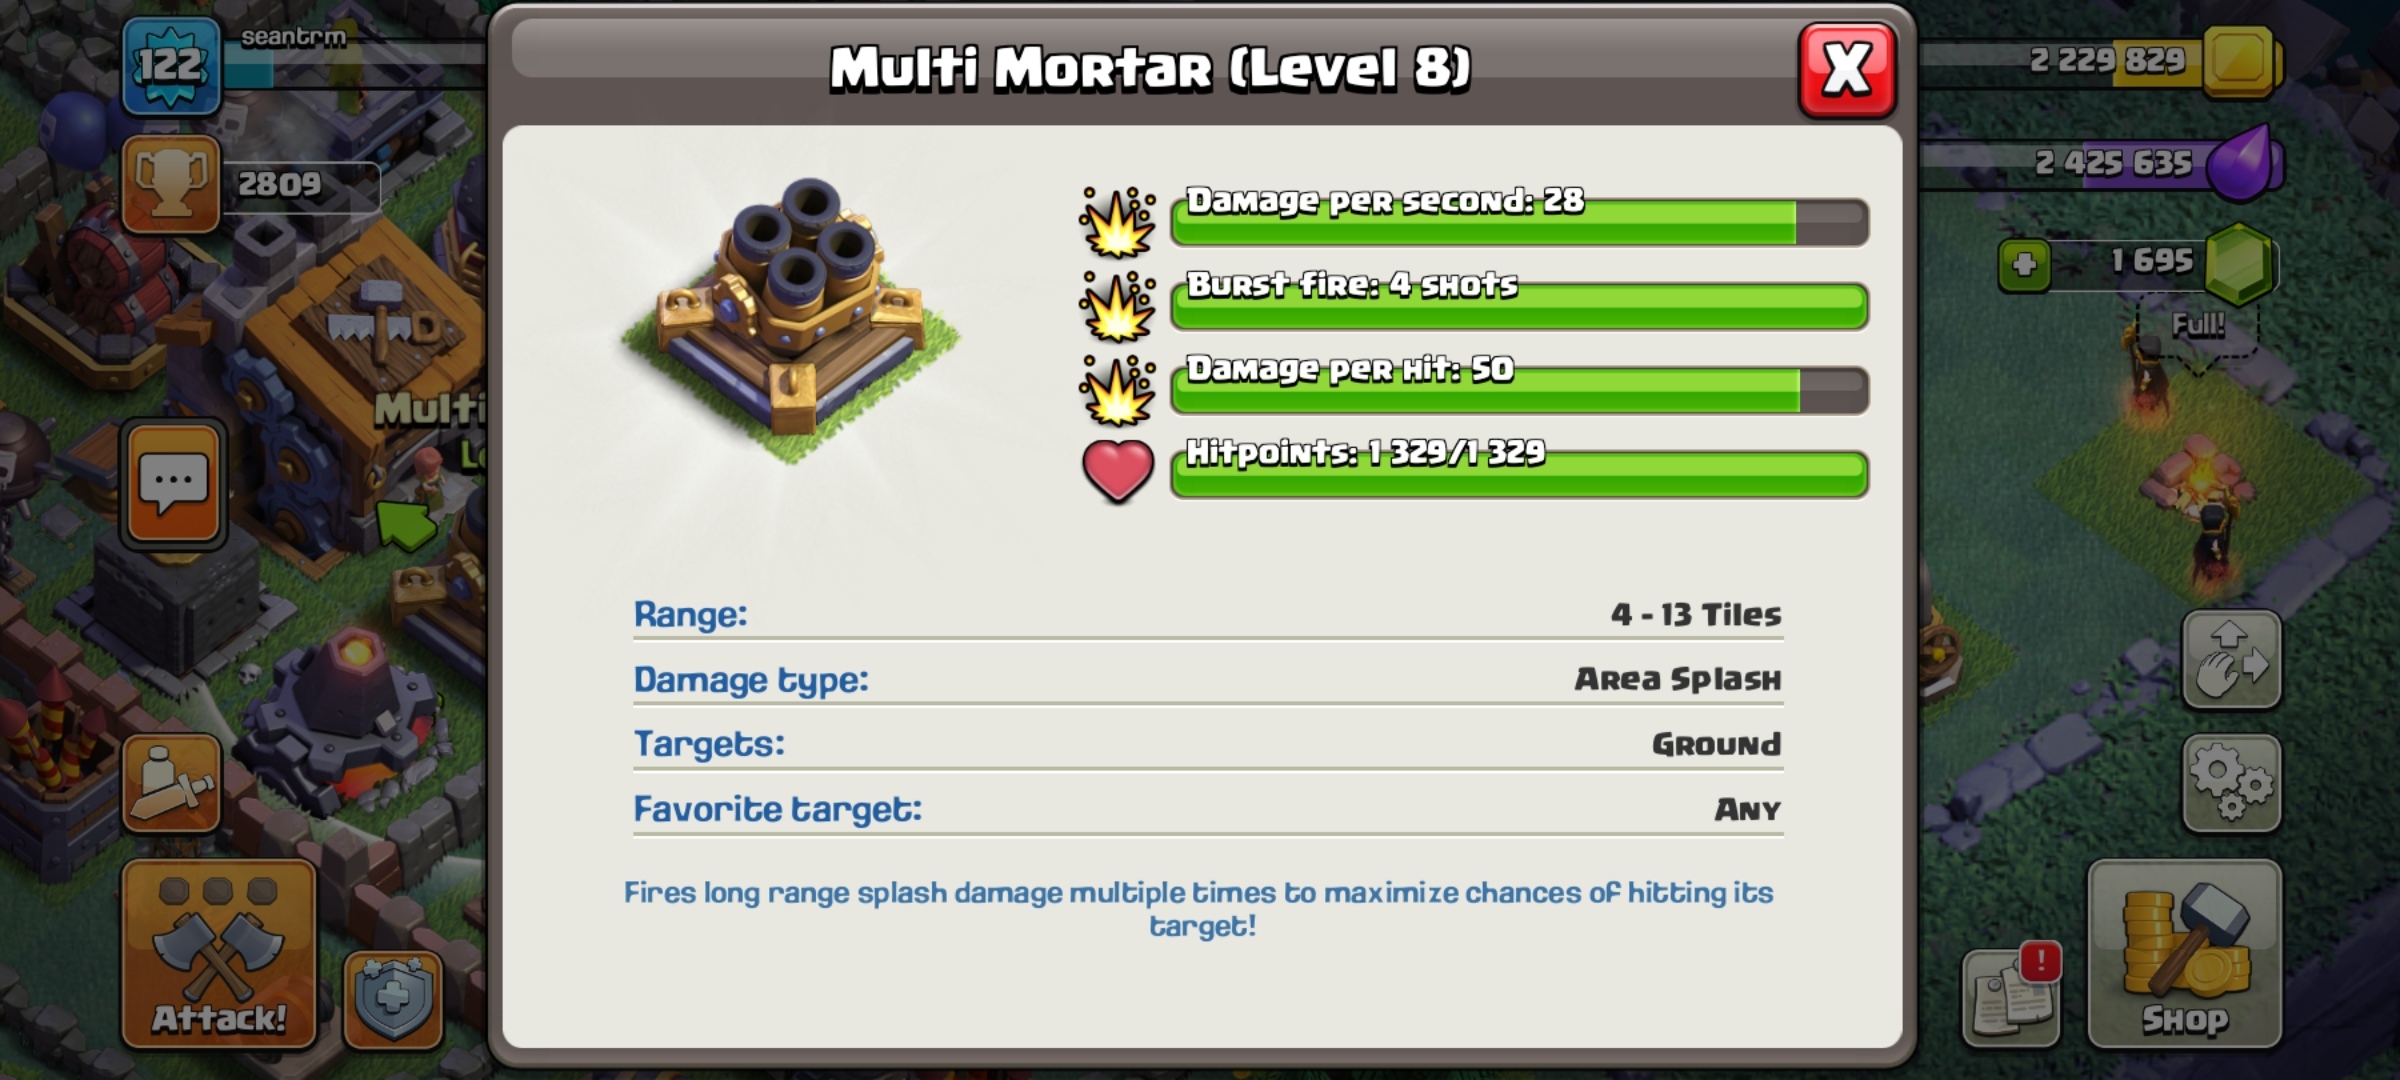 122
seantrm
2809
Multi Mortar (Level 8)
X
2 229 829
2 425 635
1 695
Full!
Damage per second: 28
Burst fire: 4 shots
Damage per hit: 50
Hitpoints: 1 329/1 329
Multi
L
Range: 4 - 13 Tiles
Damage type: Area Splash
Targets: Ground
Favorite target: Any
Fires long range splash damage multiple times to maximize chances of hitting its
target!
Attack!
!
Shop